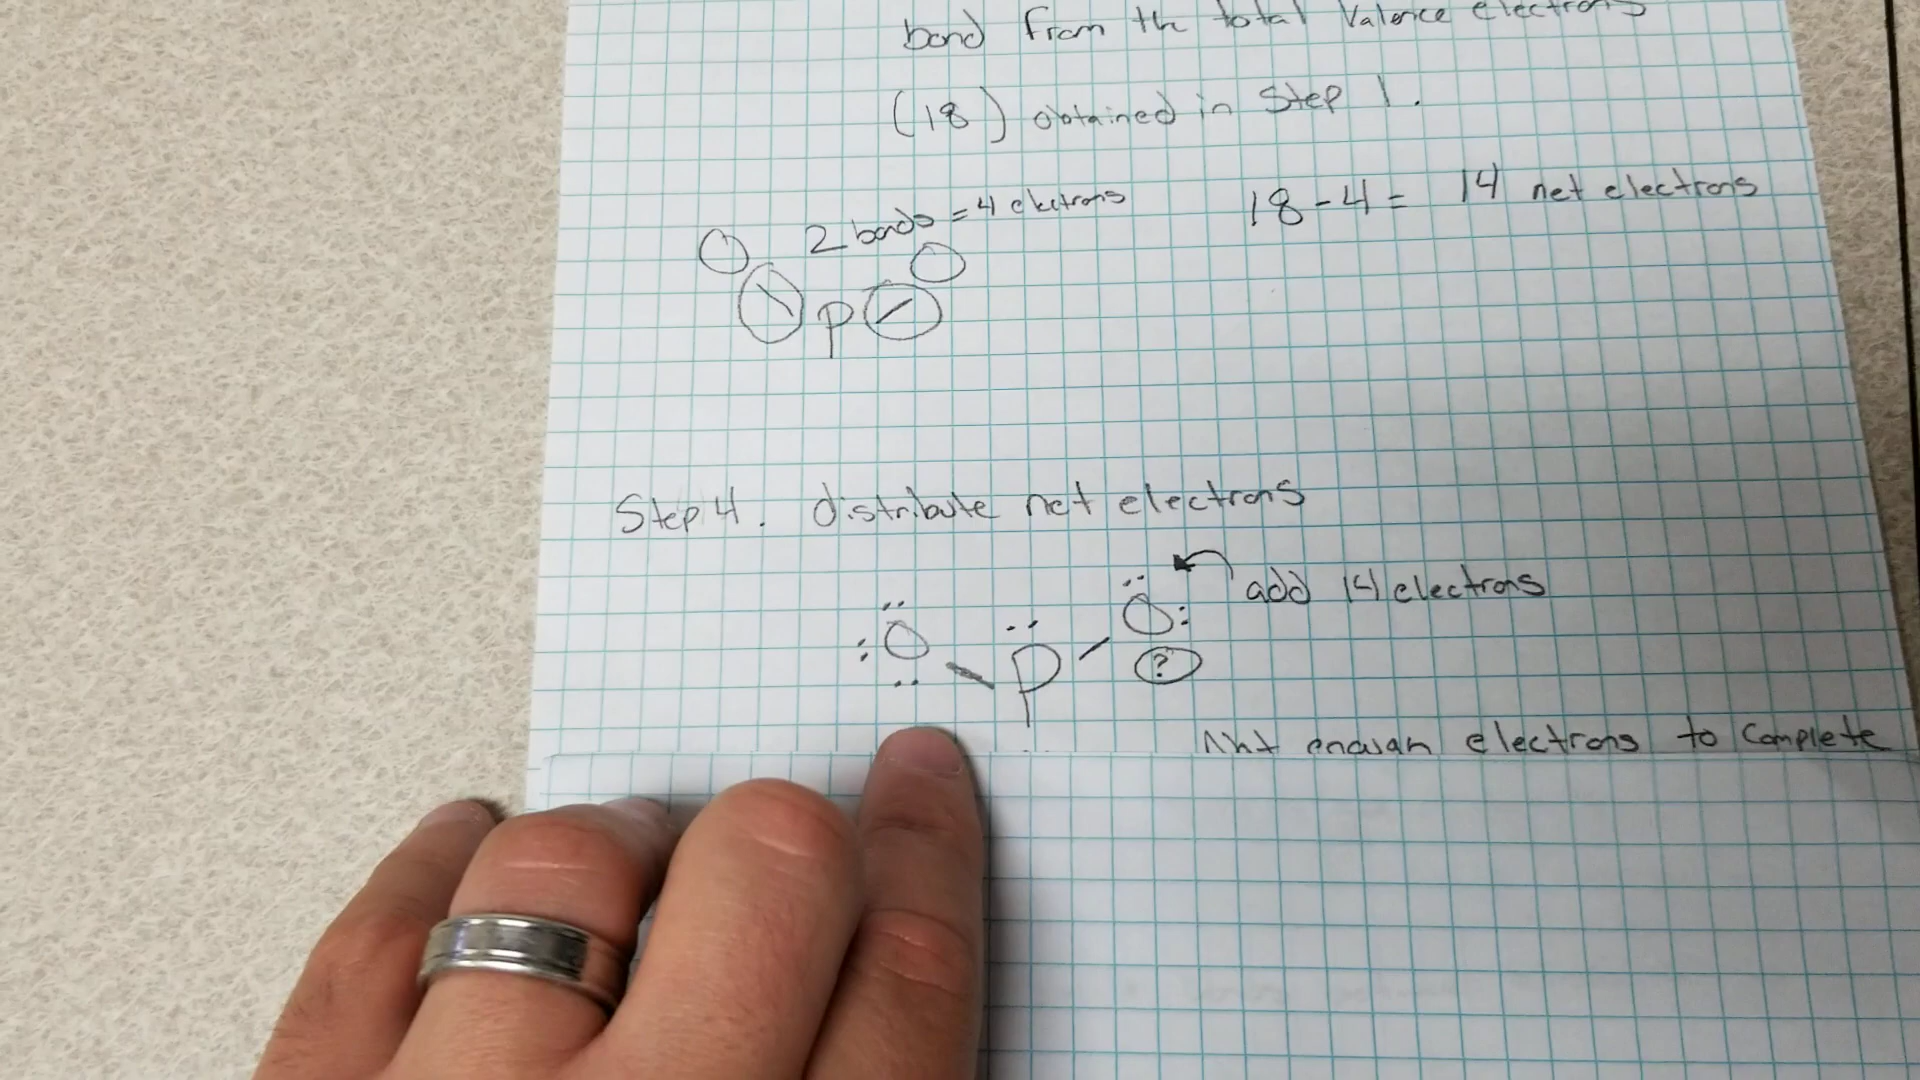 bond from the total Valence electrons
(18) obtained in Step 1.
2 bonds = 4 electrons 18-4 = 14 net electrons
O O
\ P /
Step 4. distribute net electrons
add 14 electrons
:O - P - O:
?
Not enough electrons to Complete